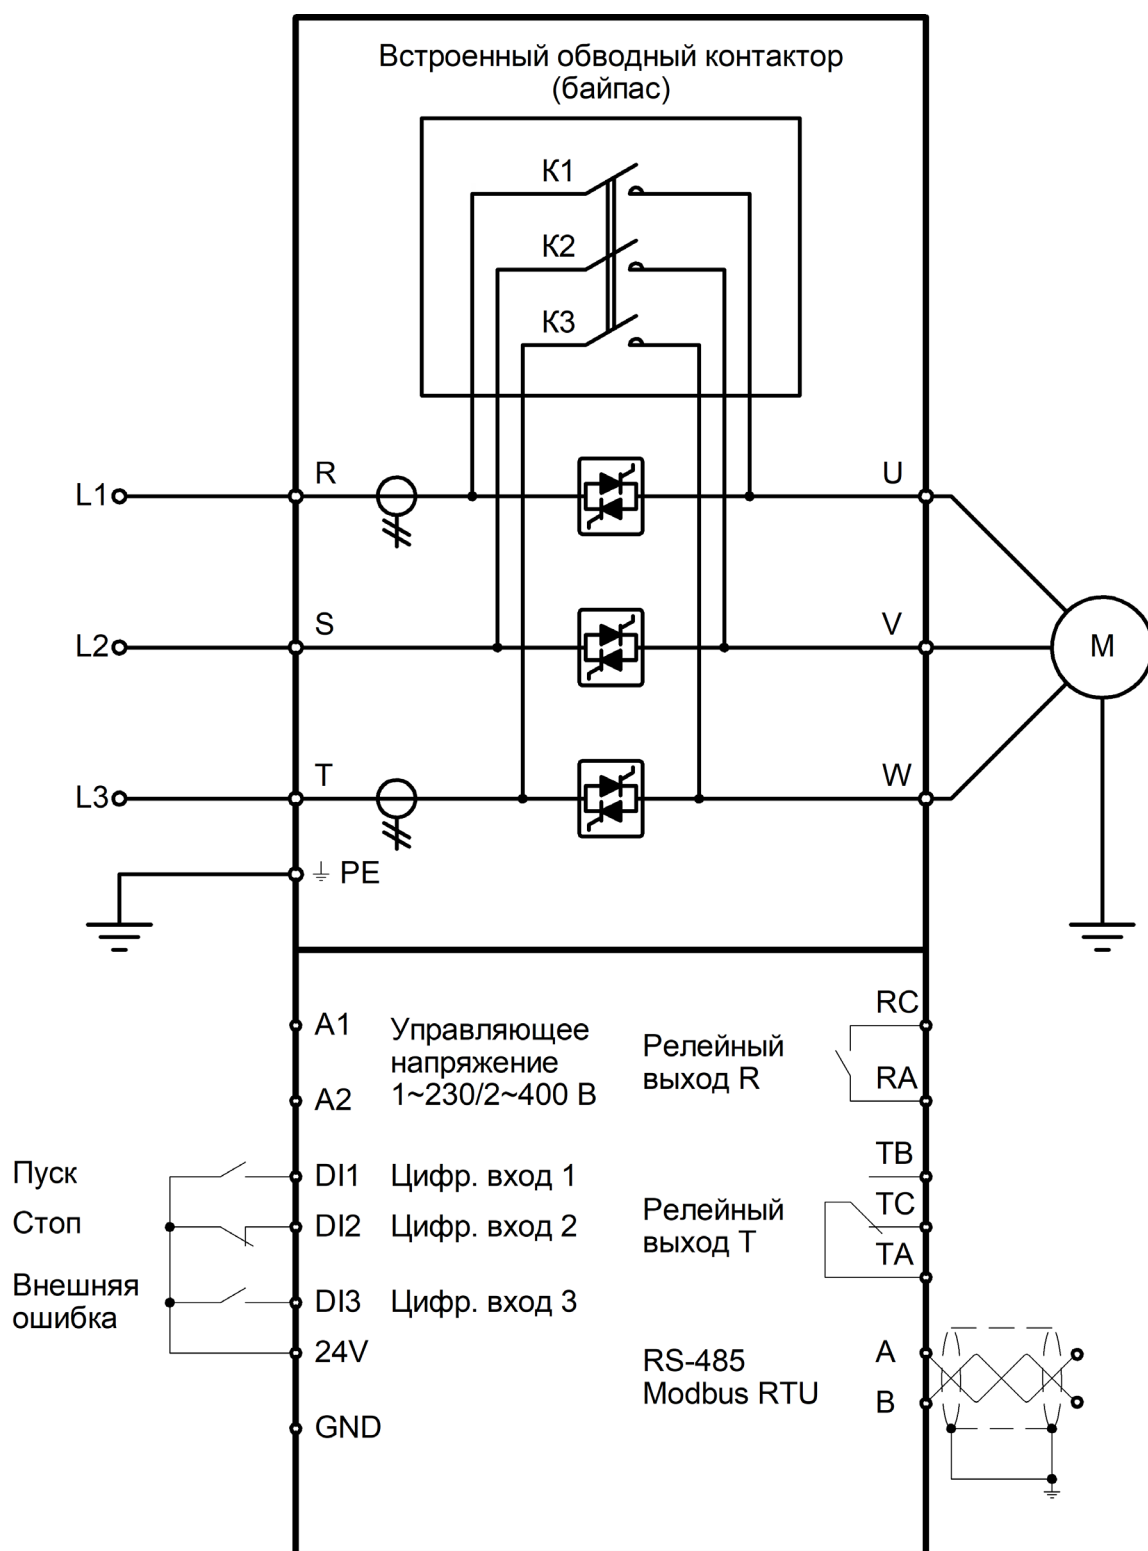 Встроенный обводный контактор
(байпас)
К1
К2
К3
R
U
L1
S
V
L2
M
T
W
L3
PE
RC
A1
Управляющее
напряжение
1~230/2~400 В
Релейный
выход R
RA
A2
TB
Пуск
DI1
Цифр. вход 1
Стоп
DI2
Цифр. вход 2
Релейный
выход T
TC
TA
Внешняя
ошибка
DI3
Цифр. вход 3
24V
RS-485
Modbus RTU
A
B
GND